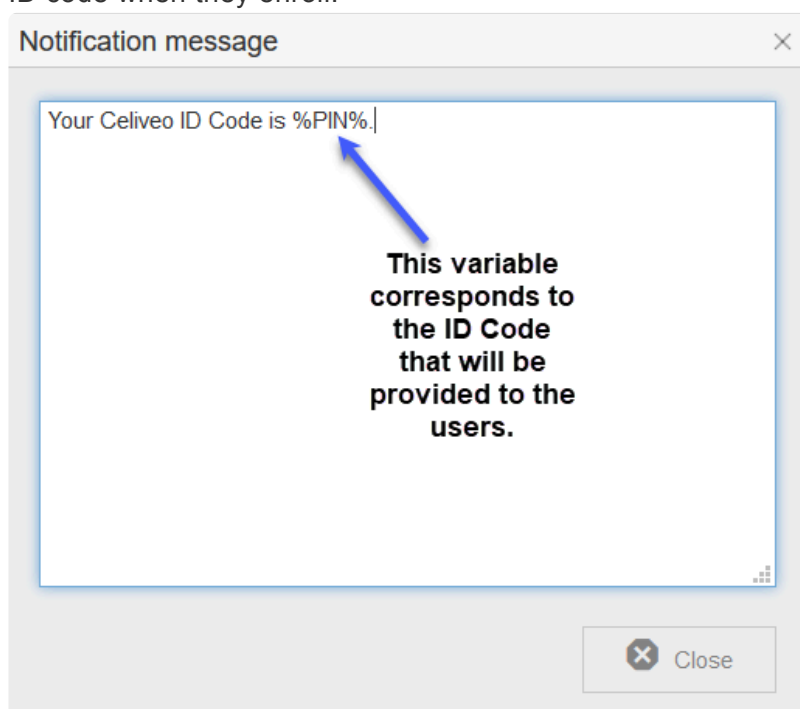 ID code when they enroll.
Notification message
Your Celiveo ID Code is %PIN%.
This variable
corresponds to
the ID Code
that will be
provided to the
users.
Close